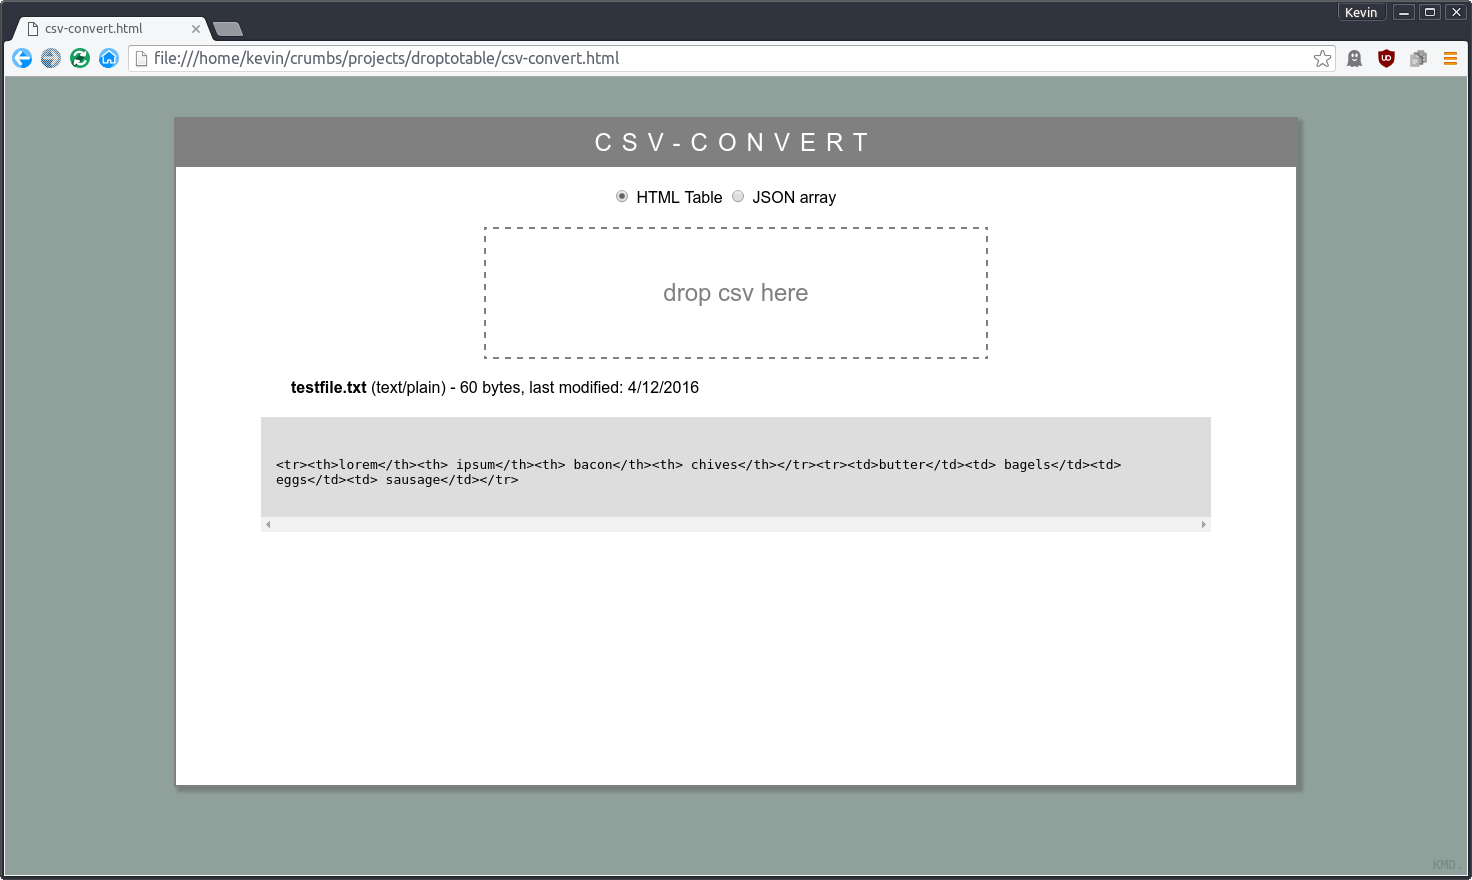 Kevin
csv-convert.html
file:///home/kevin/crumbs/projects/droptotable/csv-convert.html
CSV-CONVERT
HTML Table JSON array
drop csv here
testfile.txt (text/plain) - 60 bytes, last modified: 4/12/2016
<tr><th>lorem</th><th> ipsum</th><th> bacon</th><th> chives</th></tr><tr><td>butter</td><td> bagels</td><td>
eggs</td><td> sausage</td></tr>
KMD.